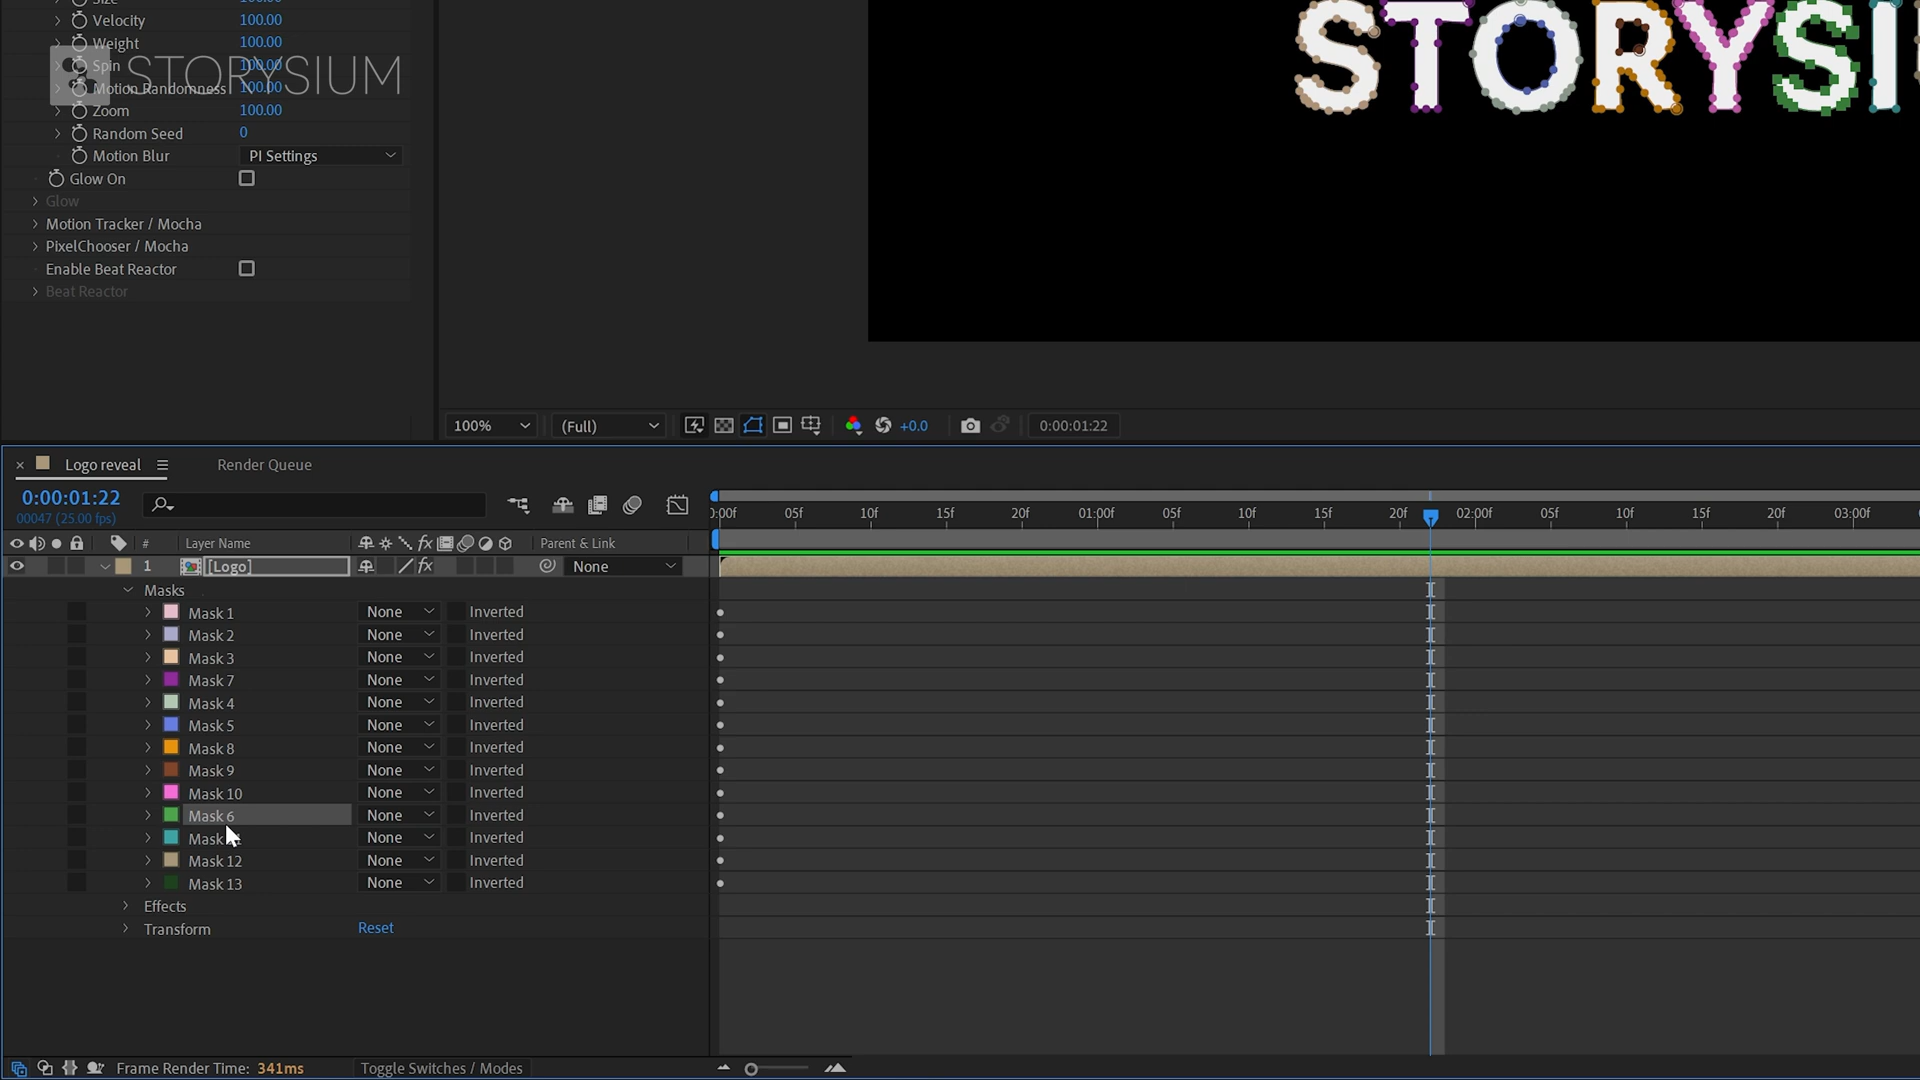 Size 100.00
Velocity 100.00
Weight 100.00
Spin 100.00
STORYSIUM
Motion Randomness 100.00
Zoom 100.00
Random Seed 0
Motion Blur PI Settings
Glow On
Glow
Motion Tracker / Mocha
PixelChooser / Mocha
Enable Beat Reactor
Beat Reactor
STORYSI
100% (Full) +0.0 0:00:01:22
Logo reveal Render Queue
0:00:01:22
00047 (25.00 fps)
0:00f 05f 10f 15f 20f 01:00f 05f 10f 15f 20f 02:00f 05f 10f 15f 20f 03:00f
# Layer Name fx Parent & Link
1 [Logo] fx None
Masks
Mask 1 None Inverted
Mask 2 None Inverted
Mask 3 None Inverted
Mask 7 None Inverted
Mask 4 None Inverted
Mask 5 None Inverted
Mask 8 None Inverted
Mask 9 None Inverted
Mask 10 None Inverted
Mask 6 None Inverted
Mask None Inverted
Mask 12 None Inverted
Mask 13 None Inverted
Effects
Transform Reset
Frame Render Time: 341ms Toggle Switches / Modes